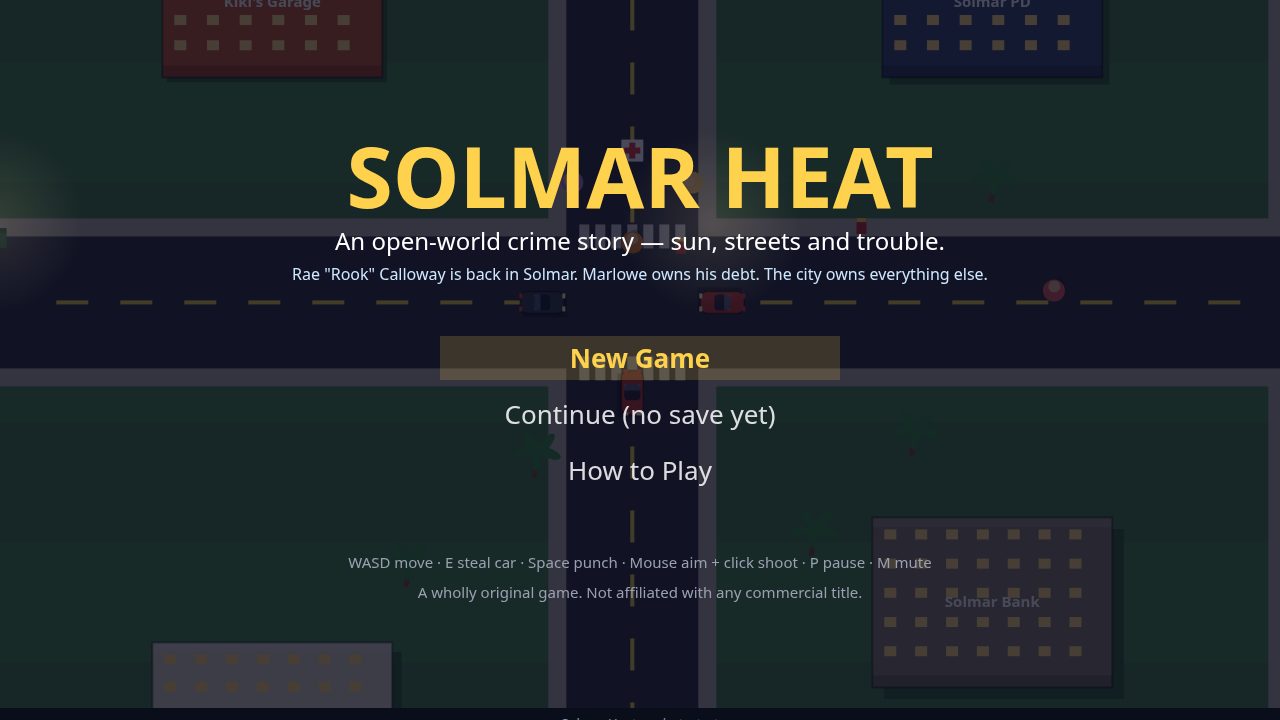 Kiki's Garage
Solmar PD
SOLMAR HEAT
An open-world crime story — sun, streets and trouble.
Rae "Rook" Calloway is back in Solmar. Marlowe owns his debt. The city owns everything else.
New Game
Continue (no save yet)
How to Play
WASD move · E steal car · Space punch · Mouse aim + click shoot · P pause · M mute
A wholly original game. Not affiliated with any commercial title.
Solmar Bank